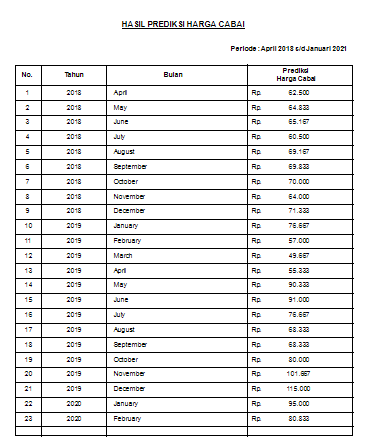 HASIL PREDIKSI HARGA CABAI
Periode : April 2018 s/d Januari 2021
No. Tahun Bulan Prediksi Harga Cabai
1 2018 April Rp. 62.500
2 2018 May Rp. 64.833
3 2018 June Rp. 65.167
4 2018 July Rp. 60.500
5 2018 August Rp. 69.167
6 2018 September Rp. 69.833
7 2018 October Rp. 70.000
8 2018 November Rp. 64.000
9 2018 December Rp. 71.333
10 2019 January Rp. 76.667
11 2019 February Rp. 57.000
12 2019 March Rp. 49.667
13 2019 April Rp. 55.333
14 2019 May Rp. 90.333
15 2019 June Rp. 91.000
16 2019 July Rp. 76.667
17 2019 August Rp. 68.333
18 2019 September Rp. 68.333
19 2019 October Rp. 80.000
20 2019 November Rp. 101.667
21 2019 December Rp. 115.000
22 2020 January Rp. 95.000
23 2020 February Rp. 80.833